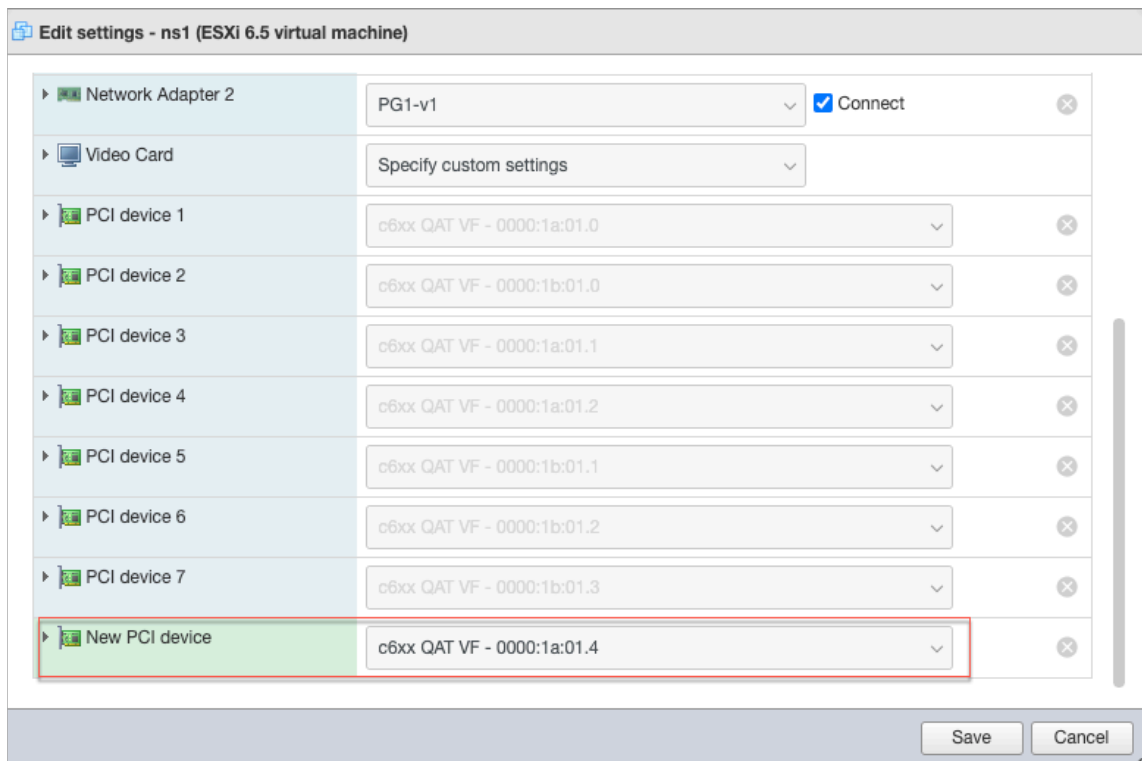 Edit settings - ns1 (ESXi 6.5 virtual machine)
Network Adapter 2 PG1-v1 Connect
Video Card Specify custom settings
PCI device 1 c6xx QAT VF - 0000:1a:01.0
PCI device 2 c6xx QAT VF - 0000:1b:01.0
PCI device 3 c6xx QAT VF - 0000:1a:01.1
PCI device 4 c6xx QAT VF - 0000:1a:01.2
PCI device 5 c6xx QAT VF - 0000:1b:01.1
PCI device 6 c6xx QAT VF - 0000:1b:01.2
PCI device 7 c6xx QAT VF - 0000:1b:01.3
New PCI device c6xx QAT VF - 0000:1a:01.4
Save Cancel